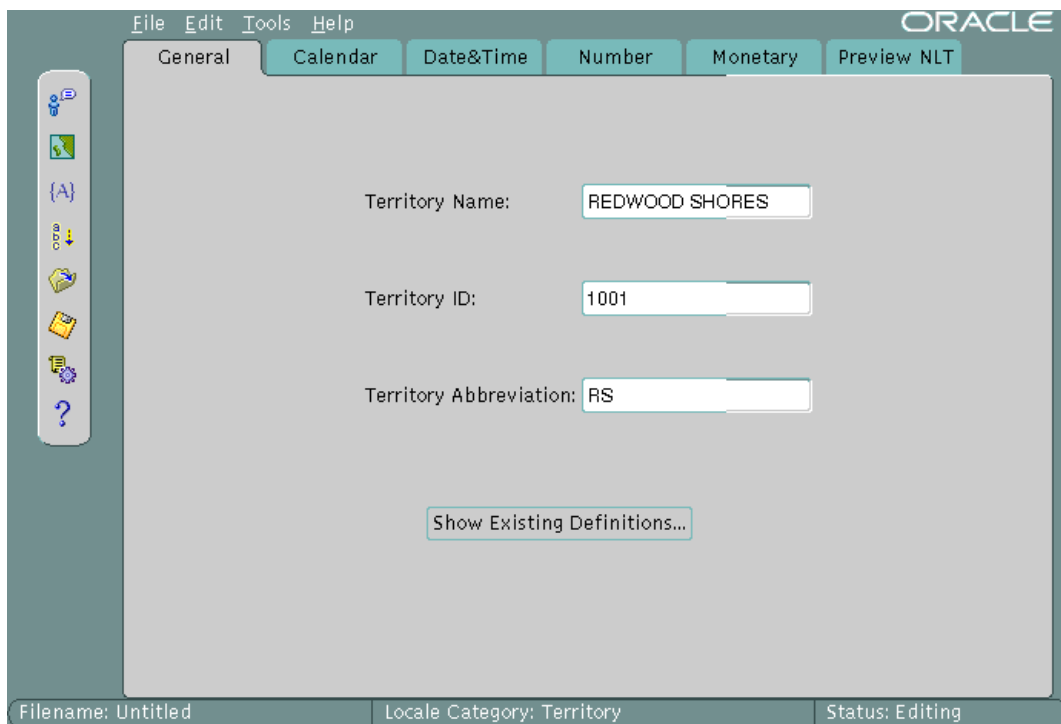 File Edit Tools Help
ORACLE
General Calendar Date&Time Number Monetary Preview NLT
{A}
a
b
c
Territory Name: REDWOOD SHORES
Territory ID: 1001
Territory Abbreviation: RS
?
Show Existing Definitions...
Filename: Untitled Locale Category: Territory Status: Editing